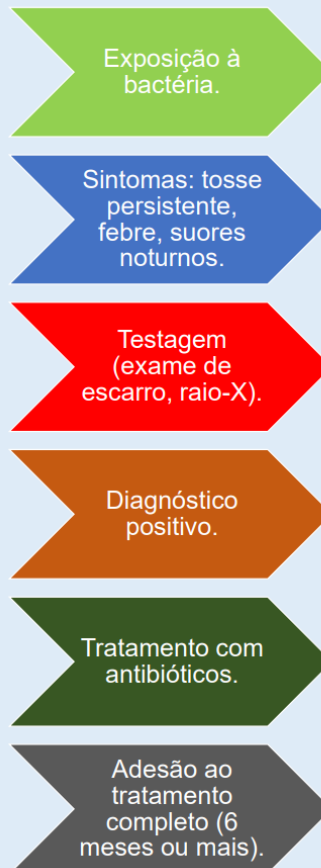 Exposição à
bactéria.
Sintomas: tosse
persistente,
febre, suores
noturnos.
Testagem
(exame de
escarro, raio-X).
Diagnóstico
positivo.
Tratamento com
antibióticos.
Adesão ao
tratamento
completo (6
meses ou mais).